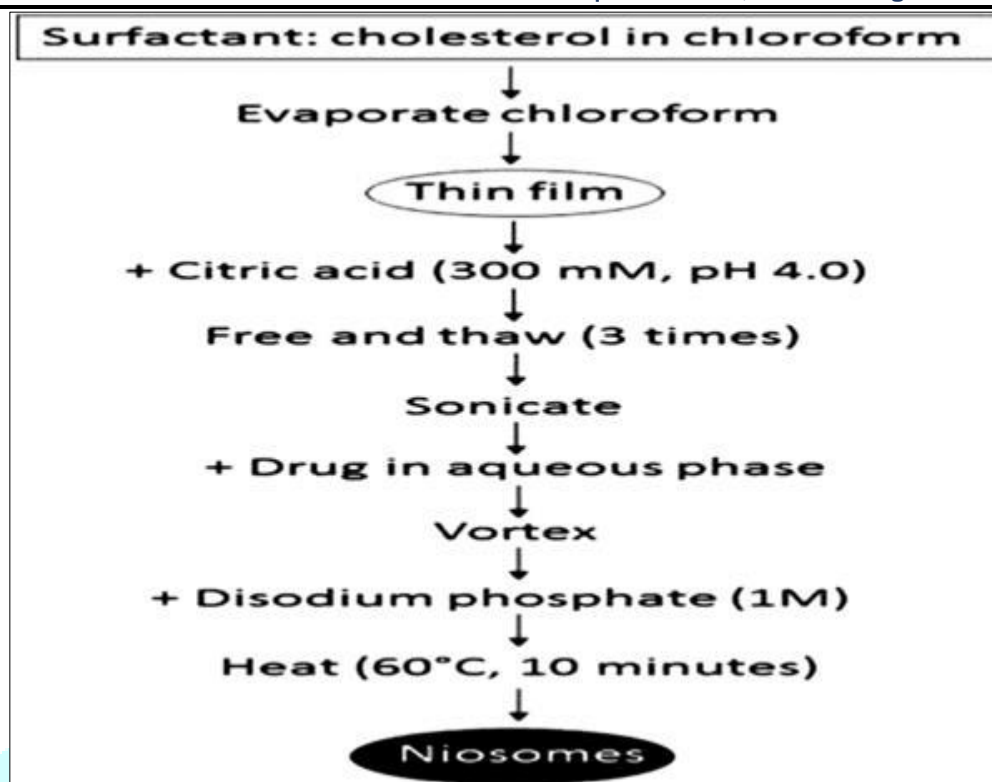 Surfactant: cholesterol in chloroform
Evaporate chloroform
Thin film
+ Citric acid (300 mM, pH 4.0)
Free and thaw (3 times)
Sonicate
+ Drug in aqueous phase
Vortex
+ Disodium phosphate (1M)
Heat (60°C, 10 minutes)
Niosomes